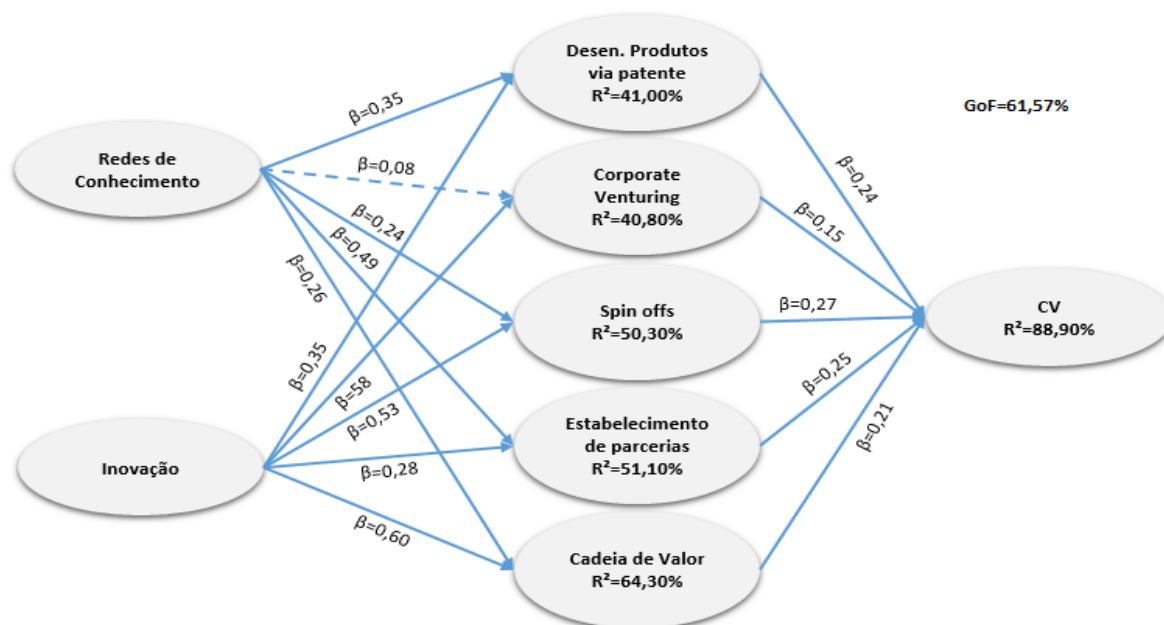 Desen. Produtos
via patente
R²=41,00%
GoF=61,57%
β=0,35
Redes de
Conhecimento
β=0,08
Corporate
Venturing
R²=40,80%
β=0,24
β=0,15
β=0,24
β=0,49
β=0,26
Spin offs
R²=50,30%
β=0,27
CV
R²=88,90%
β=0,35
β=58
β=0,53
β=0,25
Estabelecimento
de parcerias
R²=51,10%
β=0,21
Inovação
β=0,28
β=0,60
Cadeia de Valor
R²=64,30%